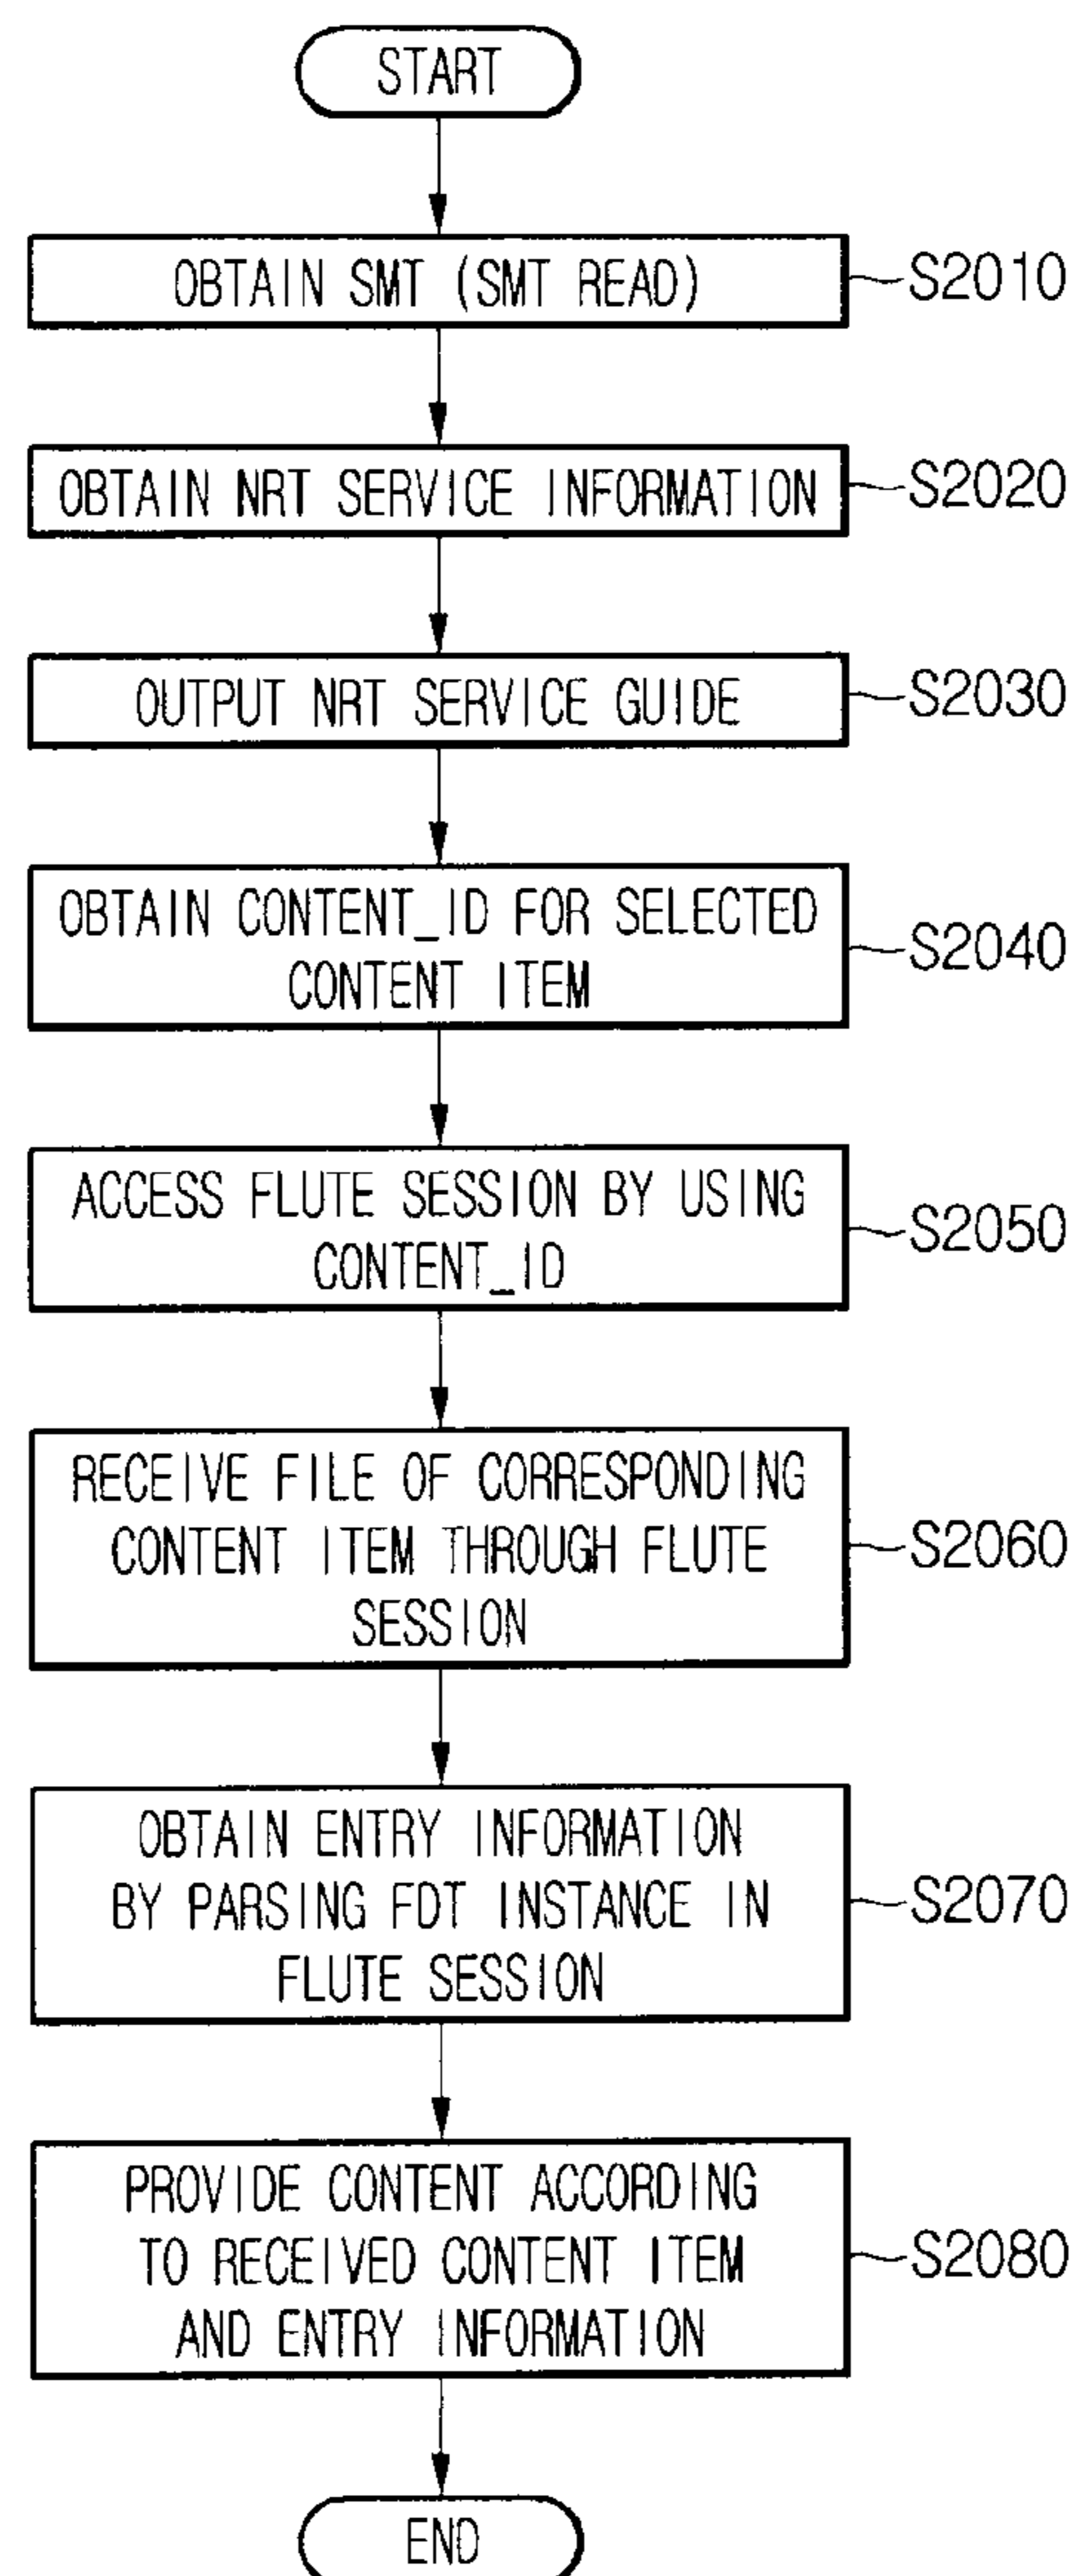 START
OBTAIN SMT (SMT READ)
S2010
OBTAIN NRT SERVICE INFORMATION
S2020
OUTPUT NRT SERVICE GUIDE
S2030
OBTAIN CONTENT_ID FOR SELECTED
CONTENT ITEM
S2040
ACCESS FLUTE SESSION BY USING
CONTENT_ID
S2050
RECEIVE FILE OF CORRESPONDING
CONTENT ITEM THROUGH FLUTE
SESSION
S2060
OBTAIN ENTRY INFORMATION
BY PARSING FDT INSTANCE IN
FLUTE SESSION
S2070
PROVIDE CONTENT ACCORDING
TO RECEIVED CONTENT ITEM
AND ENTRY INFORMATION
S2080
END